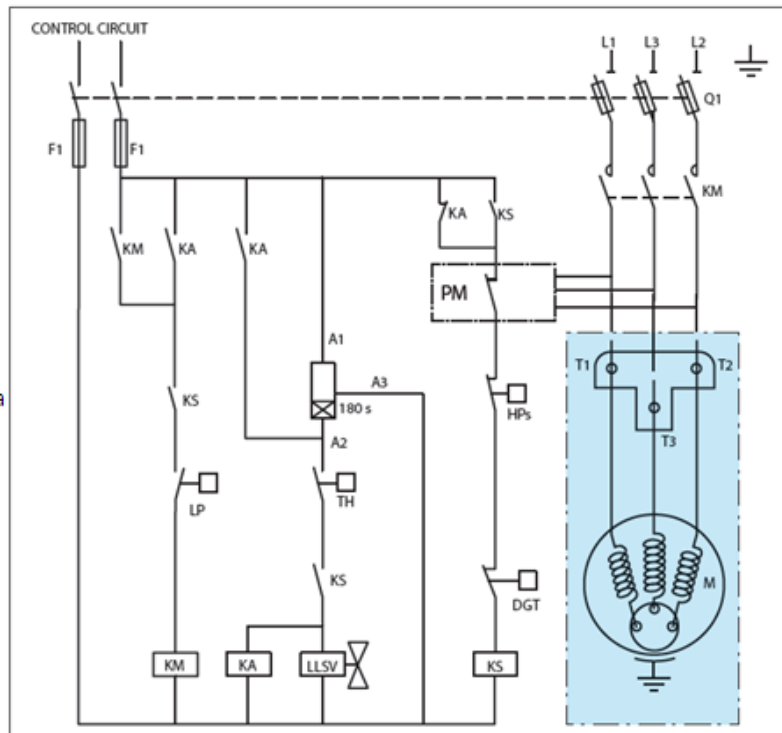 CONTROL CIRCUIT
L1 L3 L2
Q1
F1 F1
KM
KA KS
KM KA KA
PM
A1
T1 T2
A3
a
KS
180 s
HPs
A2
T3
LP
TH
KS
DGT
M
KM KA LLSV KS